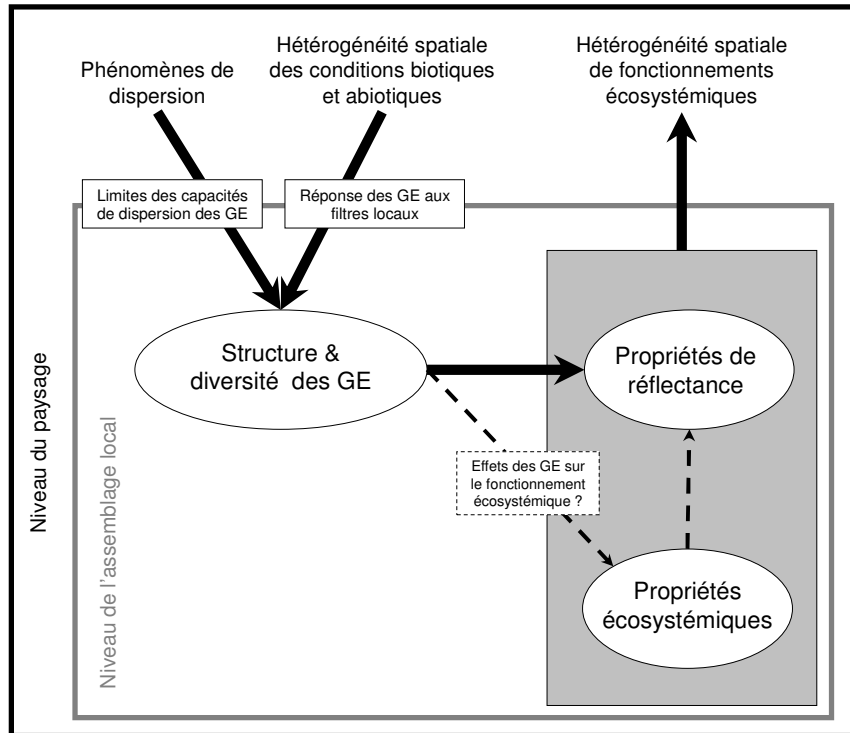 Phénomènes de
dispersion
Hétérogénéité spatiale
des conditions biotiques
et abiotiques
Hétérogénéité spatiale
de fonctionnements
écosystémiques
Limites des capacités
de dispersion des GE
Réponse des GE aux
filtres locaux
Structure &
diversité des GE
Propriétés de
réflectance
Effets des GE sur
le fonctionnement
écosystémique ?
Propriétés
écosystémiques
Niveau du paysage
Niveau de l'assemblage local